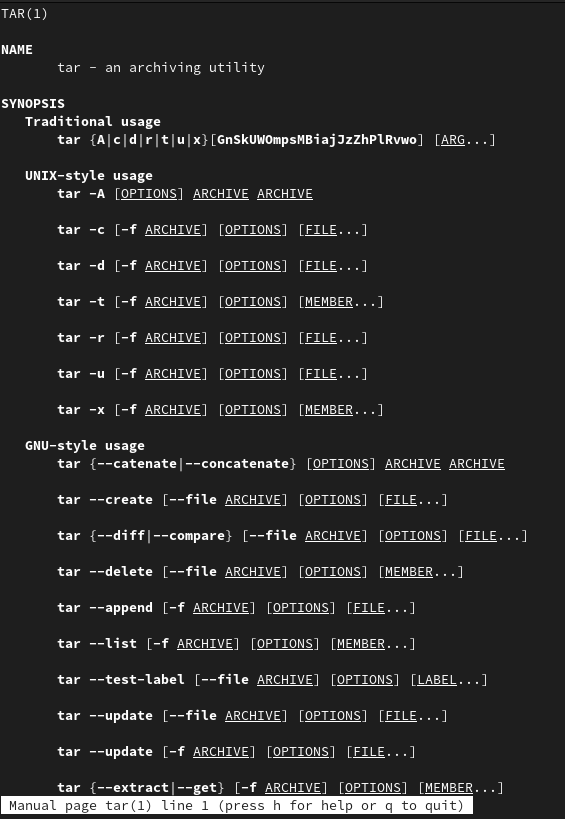 TAR(1)
NAME
tar - an archiving utility
SYNOPSIS
Traditional usage
tar {A|c|d|r|t|u|x}[GnSkUWOmpsMBiajJzZhPlRvwo] [ARG...]
UNIX-style usage
tar -A [OPTIONS] ARCHIVE ARCHIVE
tar -c [-f ARCHIVE] [OPTIONS] [FILE...]
tar -d [-f ARCHIVE] [OPTIONS] [FILE...]
tar -t [-f ARCHIVE] [OPTIONS] [MEMBER...]
tar -r [-f ARCHIVE] [OPTIONS] [FILE...]
tar -u [-f ARCHIVE] [OPTIONS] [FILE...]
tar -x [-f ARCHIVE] [OPTIONS] [MEMBER...]
GNU-style usage
tar {--catenate|--concatenate} [OPTIONS] ARCHIVE ARCHIVE
tar --create [--file ARCHIVE] [OPTIONS] [FILE...]
tar {--diff|--compare} [--file ARCHIVE] [OPTIONS] [FILE...]
tar --delete [--file ARCHIVE] [OPTIONS] [MEMBER...]
tar --append [-f ARCHIVE] [OPTIONS] [FILE...]
tar --list [-f ARCHIVE] [OPTIONS] [MEMBER...]
tar --test-label [--file ARCHIVE] [OPTIONS] [LABEL...]
tar --update [--file ARCHIVE] [OPTIONS] [FILE...]
tar --update [-f ARCHIVE] [OPTIONS] [FILE...]
tar {--extract|--get} [-f ARCHIVE] [OPTIONS] [MEMBER...]
Manual page tar(1) line 1 (press h for help or q to quit)